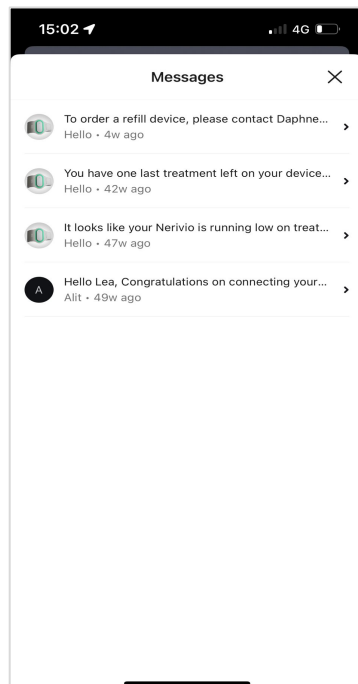 15:02
4G
Messages
To order a refill device, please contact Daphne...
Hello • 4w ago
You have one last treatment left on your device...
Hello • 42w ago
It looks like your Nerivio is running low on treat...
Hello • 47w ago
A
Hello Lea, Congratulations on connecting your...
Alit • 49w ago